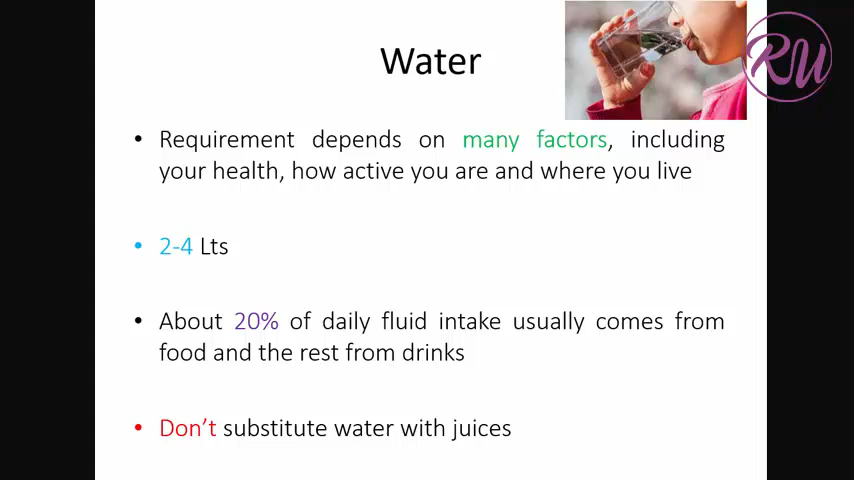 Water
RU
• Requirement depends on many factors, including
your health, how active you are and where you live
• 2-4 Lts
• About 20% of daily fluid intake usually comes from
food and the rest from drinks
• Don’t substitute water with juices